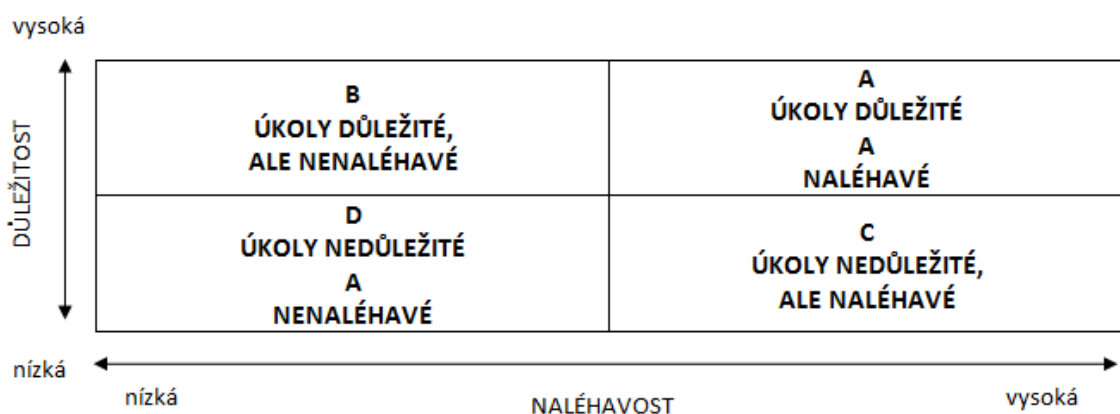 vysoká
DŮLEŽITOST
B
ÚKOLY DŮLEŽITÉ,
ALE NENALÉHAVÉ
A
ÚKOLY DŮLEŽITÉ
A
NALÉHAVÉ
D
ÚKOLY NEDŮLEŽITÉ
A
NENALÉHAVÉ
C
ÚKOLY NEDŮLEŽITÉ,
ALE NALÉHAVÉ
nízká
nízká
NALÉHAVOST
vysoká